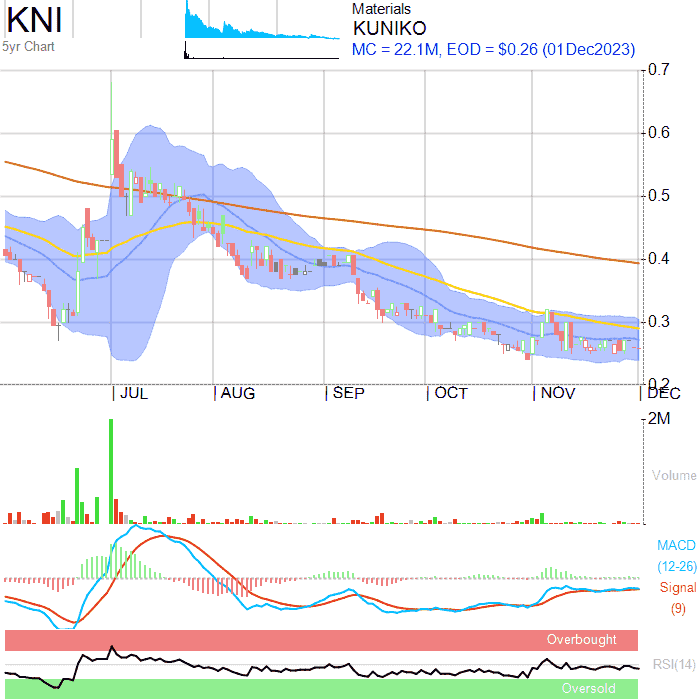 KNI
5yr Chart
Materials
KUNIKO
MC = 22.1M, EOD = $0.26 (01Dec2023)
0.7
0.6
0.5
0.4
0.3
0.2
JUL AUG SEP OCT NOV DEC
2M
Volume
MACD
(12-26)
Signal
(9)
Overbought
RSI(14)
Oversold